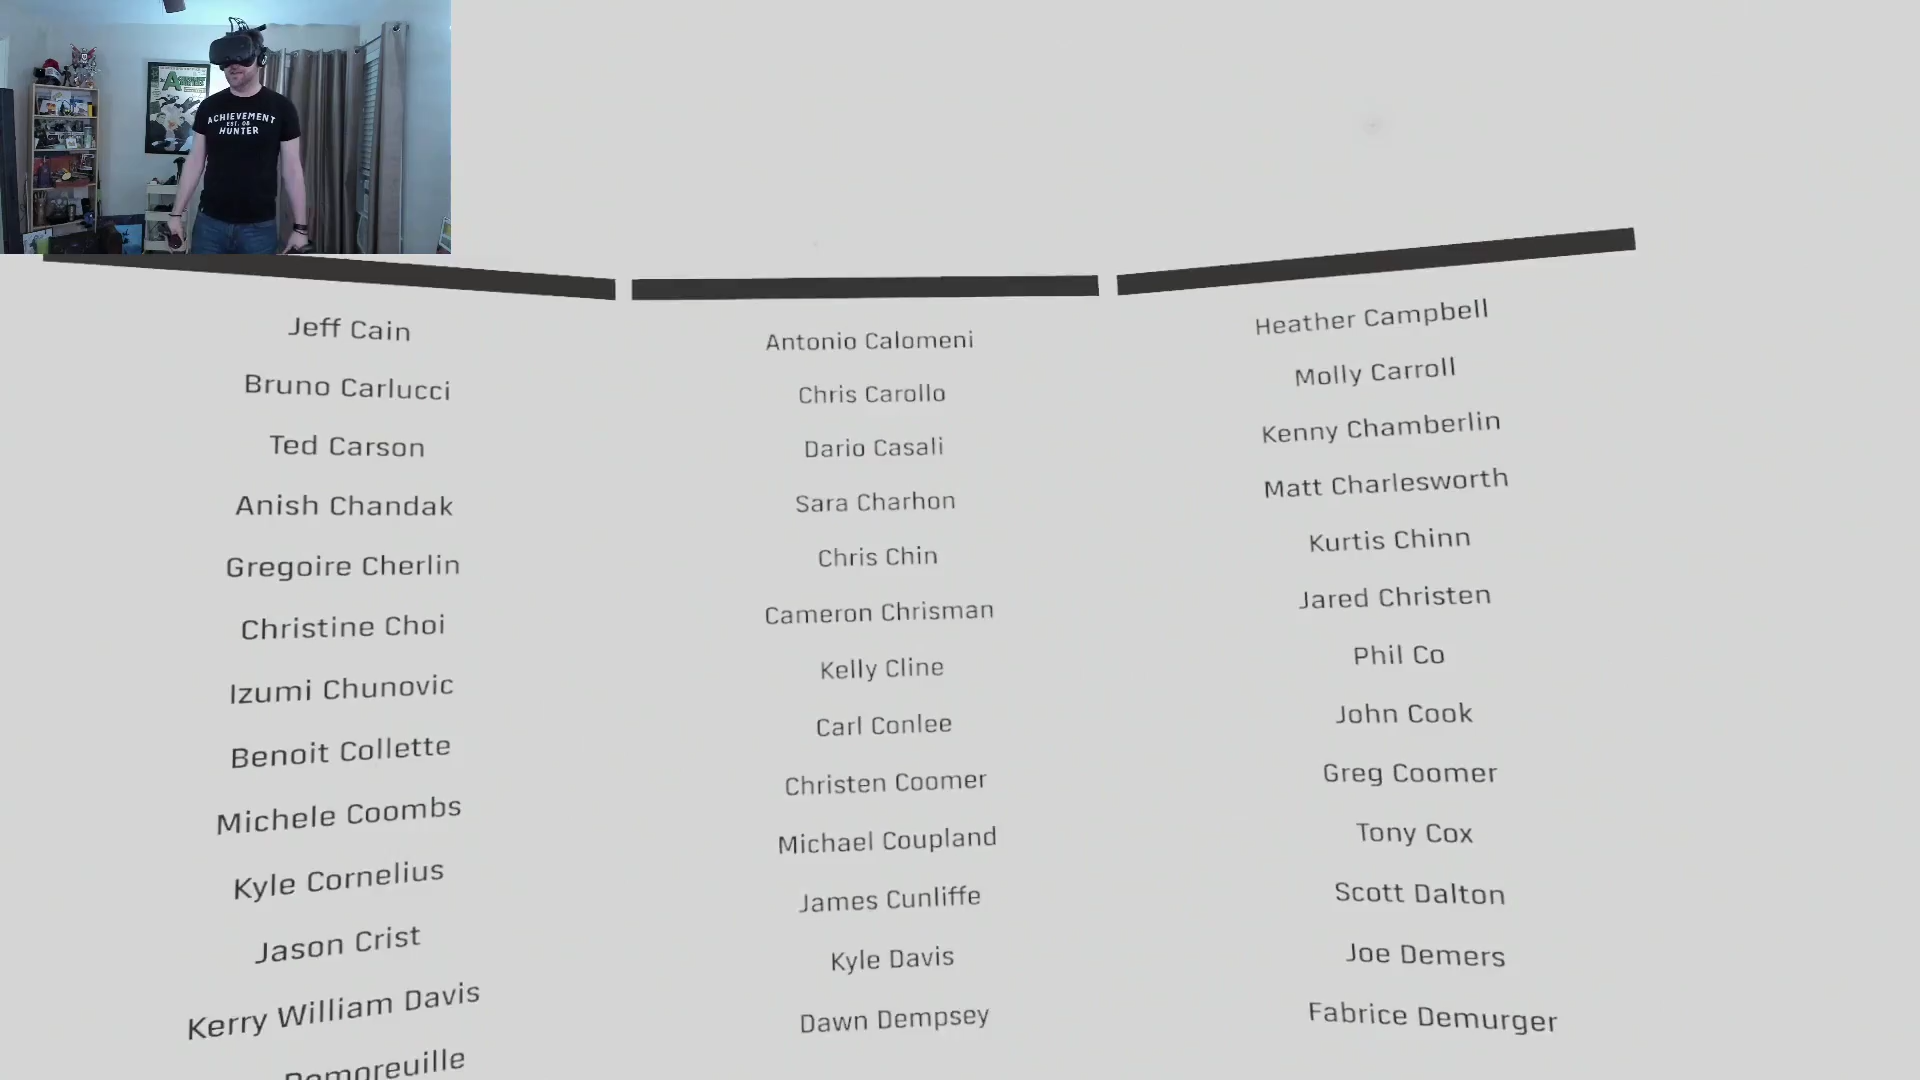 ACHIEVEMENT
EST. 08
HUNTER
Jeff Cain
Bruno Carlucci
Ted Carson
Anish Chandak
Gregoire Cherlin
Christine Choi
Izumi Chunovic
Benoit Collette
Michele Coombs
Kyle Cornelius
Jason Crist
Kerry William Davis
Antonio Calomeni
Chris Carollo
Dario Casali
Sara Charhon
Chris Chin
Cameron Chrisman
Kelly Cline
Carl Conlee
Christen Coomer
Michael Coupland
James Cunliffe
Kyle Davis
Dawn Dempsey
Heather Campbell
Molly Carroll
Kenny Chamberlin
Matt Charlesworth
Kurtis Chinn
Jared Christen
Phil Co
John Cook
Greg Coomer
Tony Cox
Scott Dalton
Joe Demers
Fabrice Demurger